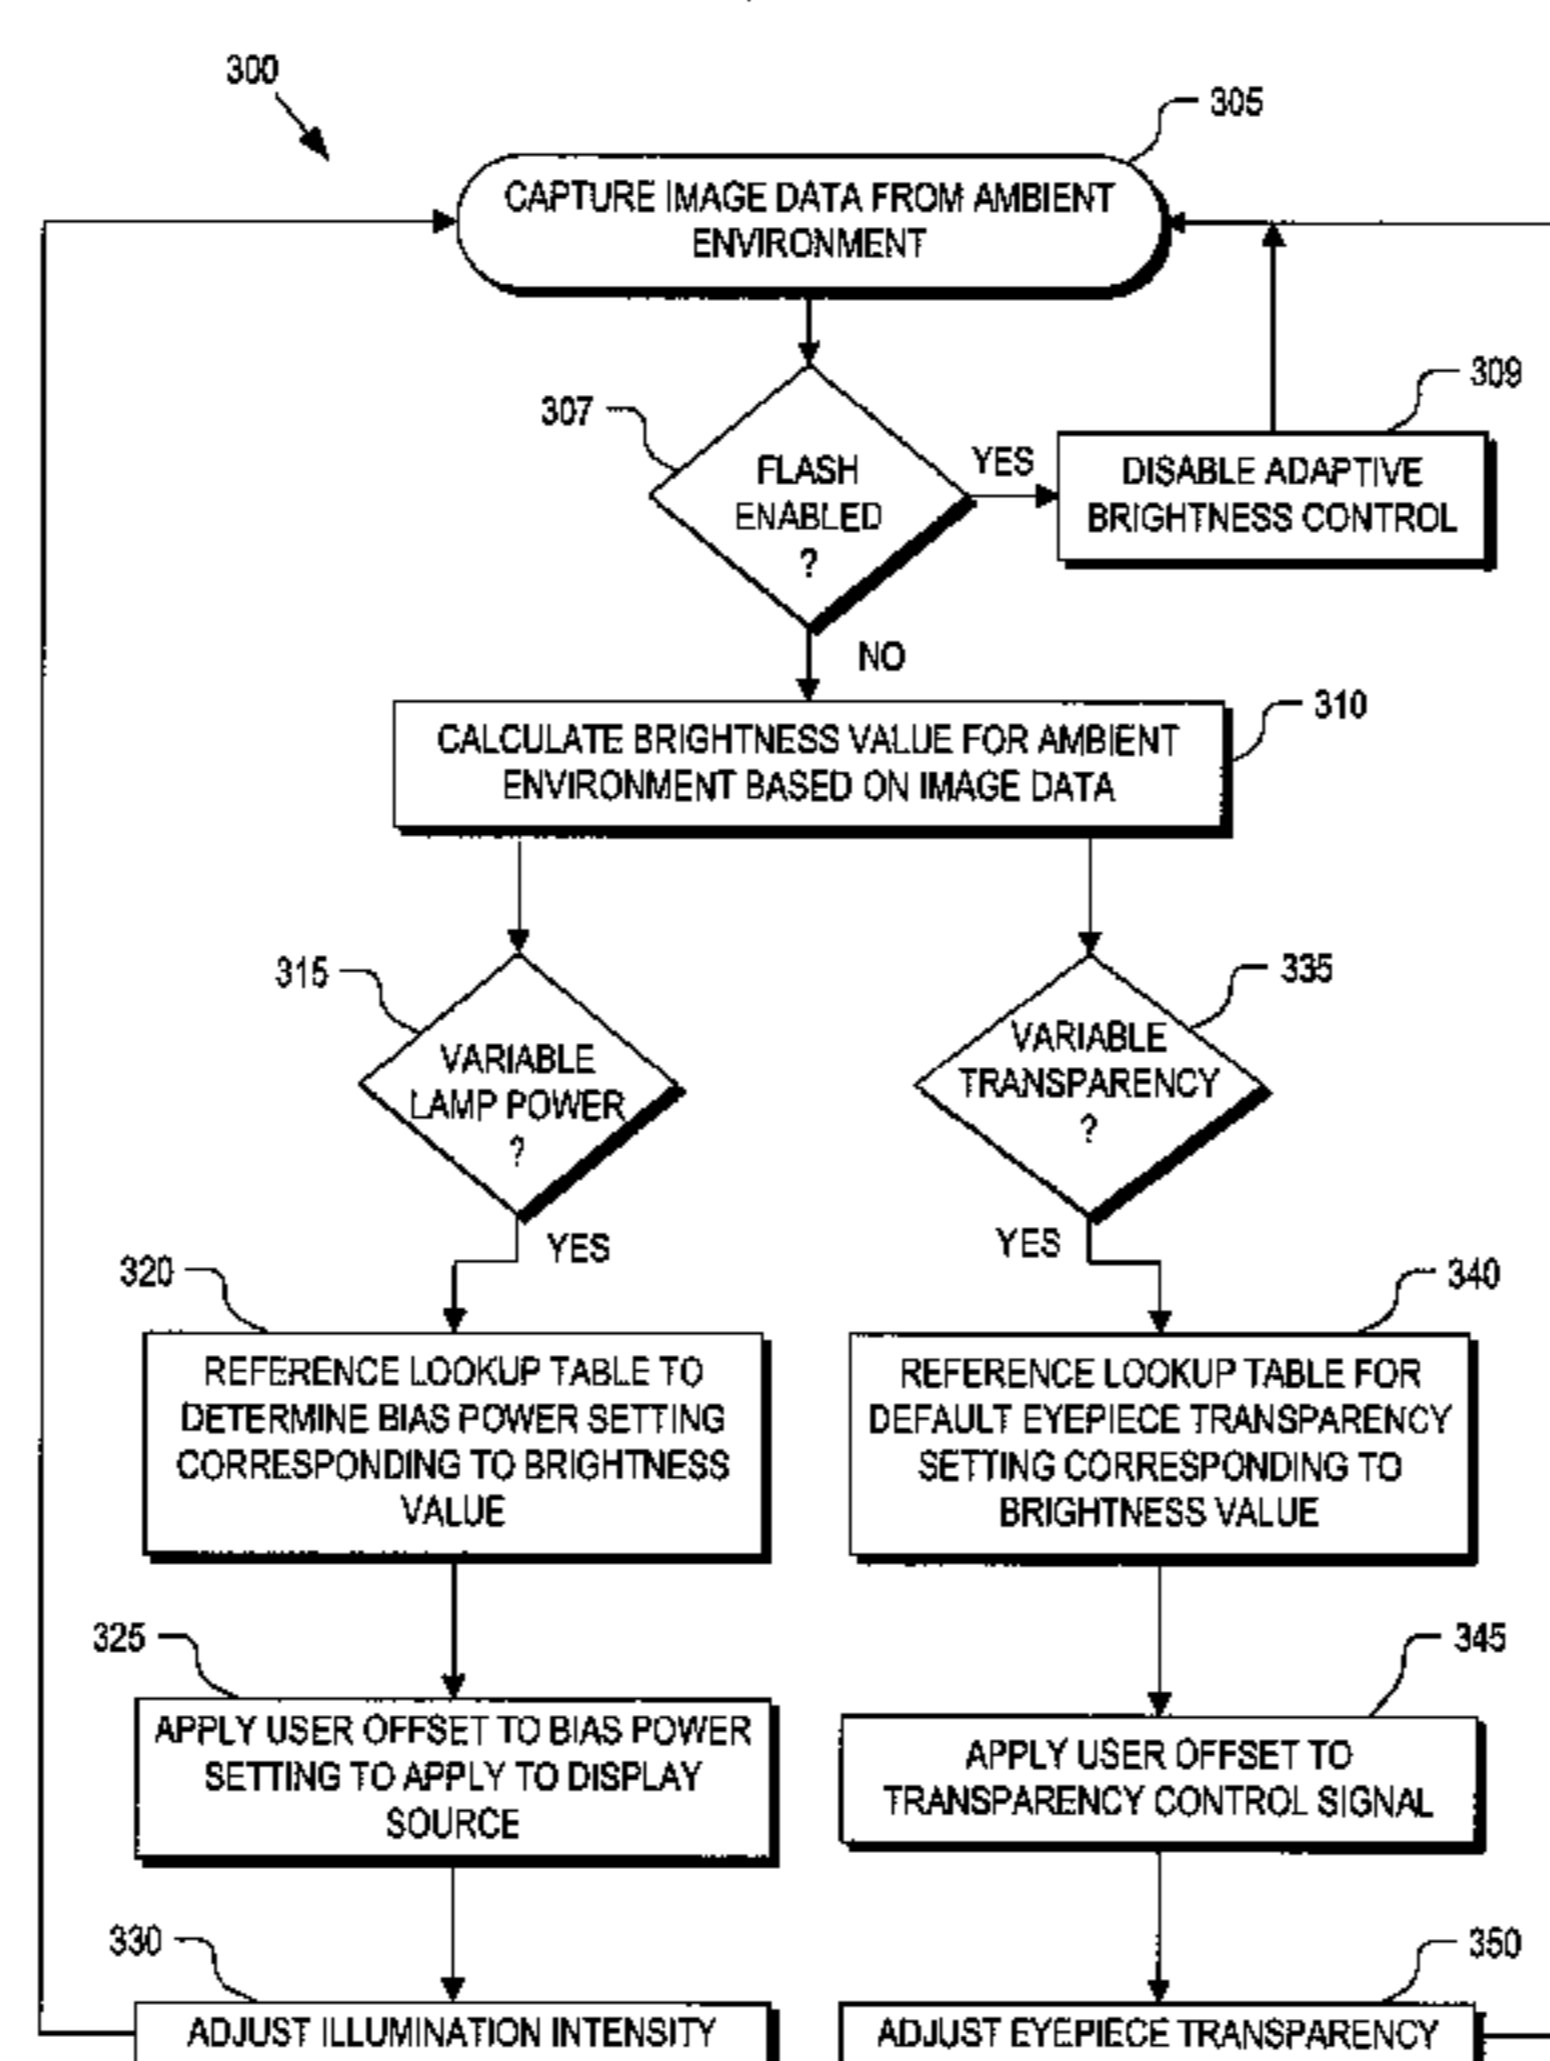 300
305
CAPTURE IMAGE DATA FROM AMBIENT
ENVIRONMENT
307
FLASH
ENABLED
?
YES
309
DISABLE ADAPTIVE
BRIGHTNESS CONTROL
NO
310
CALCULATE BRIGHTNESS VALUE FOR AMBIENT
ENVIRONMENT BASED ON IMAGE DATA
315
VARIABLE
LAMP POWER
?
YES
335
VARIABLE
TRANSPARENCY
?
YES
320
REFERENCE LOOKUP TABLE TO
DETERMINE BIAS POWER SETTING
CORRESPONDING TO BRIGHTNESS
VALUE
340
REFERENCE LOOKUP TABLE FOR
DEFAULT EYEPIECE TRANSPARENCY
SETTING CORRESPONDING TO
BRIGHTNESS VALUE
325
APPLY USER OFFSET TO BIAS POWER
SETTING TO APPLY TO DISPLAY
SOURCE
345
APPLY USER OFFSET TO
TRANSPARENCY CONTROL SIGNAL
330
ADJUST ILLUMINATION INTENSITY
350
ADJUST EYEPIECE TRANSPARENCY